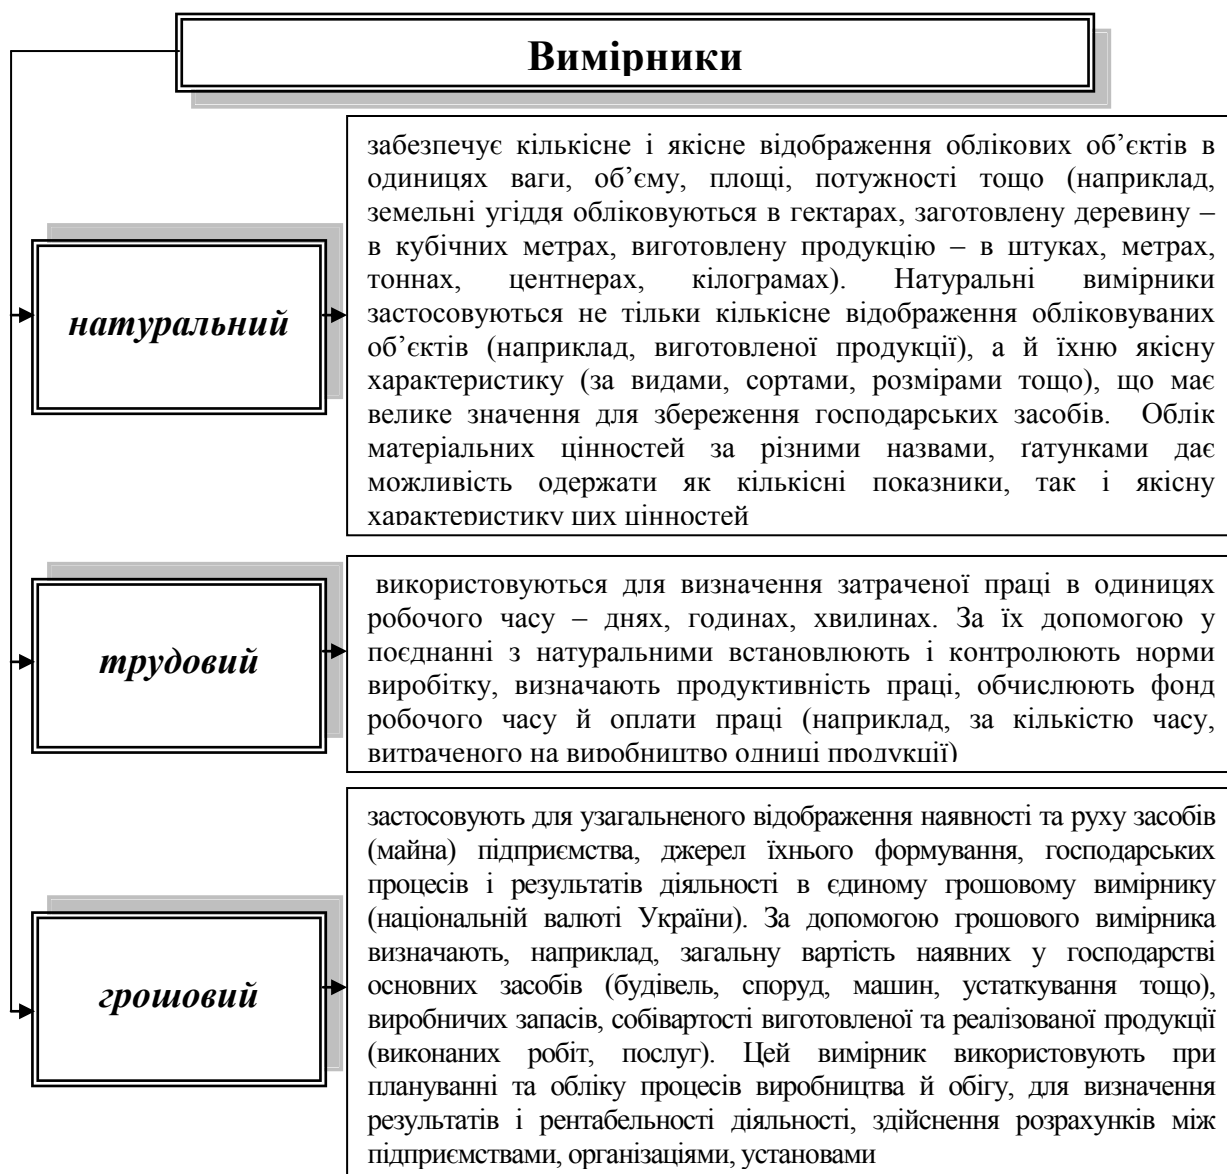 Вимірники
натуральний
забезпечує кількісне і якісне відображення облікових об’єктів в
одиницях ваги, об’єму, площі, потужності тощо (наприклад,
земельні угіддя обліковуються в гектарах, заготовлену деревину –
в кубічних метрах, виготовлену продукцію – в штуках, метрах,
тоннах, центнерах, кілограмах). Натуральні вимірники
застосовуються не тільки кількісне відображення обліковуваних
об’єктів (наприклад, виготовленої продукції), а й їхню якісну
характеристику (за видами, сортами, розмірами тощо), що має
велике значення для збереження господарських засобів. Облік
матеріальних цінностей за різними назвами, ґатунками дає
можливість одержати як кількісні показники, так і якісну
характеристику цих цінностей
трудовий
використовуються для визначення затраченої праці в одиницях
робочого часу – днях, годинах, хвилинах. За їх допомогою у
поєднанні з натуральними встановлюють і контролюють норми
виробітку, визначають продуктивність праці, обчислюють фонд
робочого часу й оплати праці (наприклад, за кількістю часу,
витраченого на виробництво одниці продукції)
грошовий
застосовують для узагальненого відображення наявності та руху засобів
(майна) підприємства, джерел їхнього формування, господарських
процесів і результатів діяльності в єдиному грошовому вимірнику
(національній валюті України). За допомогою грошового вимірника
визначають, наприклад, загальну вартість наявних у господарстві
основних засобів (будівель, споруд, машин, устаткування тощо),
виробничих запасів, собівартості виготовленої та реалізованої продукції
(виконаних робіт, послуг). Цей вимірник використовують при
плануванні та обліку процесів виробництва й обігу, для визначення
результатів і рентабельності діяльності, здійснення розрахунків між
підприємствами, організаціями, установами